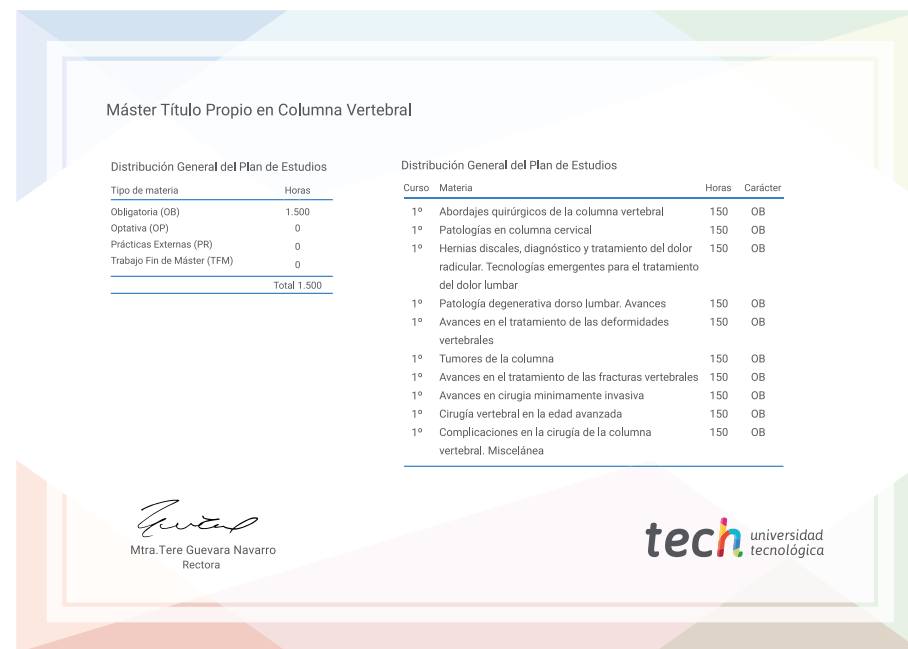 Máster Título Propio en Columna Vertebral
Distribución General del Plan de Estudios
Tipo de materia Horas
Obligatoria (OB) 1.500
Optativa (OP) 0
Prácticas Externas (PR) 0
Trabajo Fin de Máster (TFM) 0
Total 1.500
Distribución General del Plan de Estudios
Curso Materia Horas Carácter
1º Abordajes quirúrgicos de la columna vertebral 150 OB
1º Patologías en columna cervical 150 OB
1º Hernias discales, diagnóstico y tratamiento del dolor 150 OB
radicular. Tecnologías emergentes para el tratamiento
del dolor lumbar
1º Patología degenerativa dorso lumbar. Avances 150 OB
1º Avances en el tratamiento de las deformidades 150 OB
vertebrales
1º Tumores de la columna 150 OB
1º Avances en el tratamiento de las fracturas vertebrales 150 OB
1º Avances en cirugia minimamente invasiva 150 OB
1º Cirugía vertebral en la edad avanzada 150 OB
1º Complicaciones en la cirugía de la columna 150 OB
vertebral. Miscelánea
Mtra.Tere Guevara Navarro
Rectora
tech universidad
tecnológica